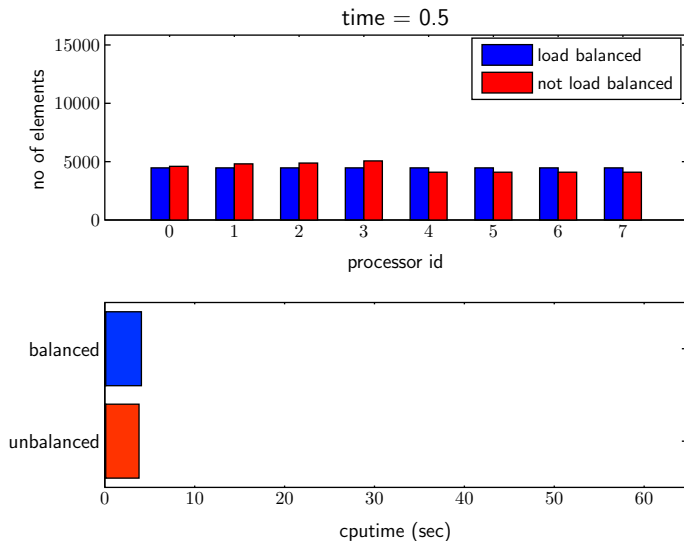 time = 0.5
15000
10000
5000
0
no of elements
load balanced
not load balanced
0 1 2 3 4 5 6 7
processor id
balanced
unbalanced
0 10 20 30 40 50 60
cputime (sec)